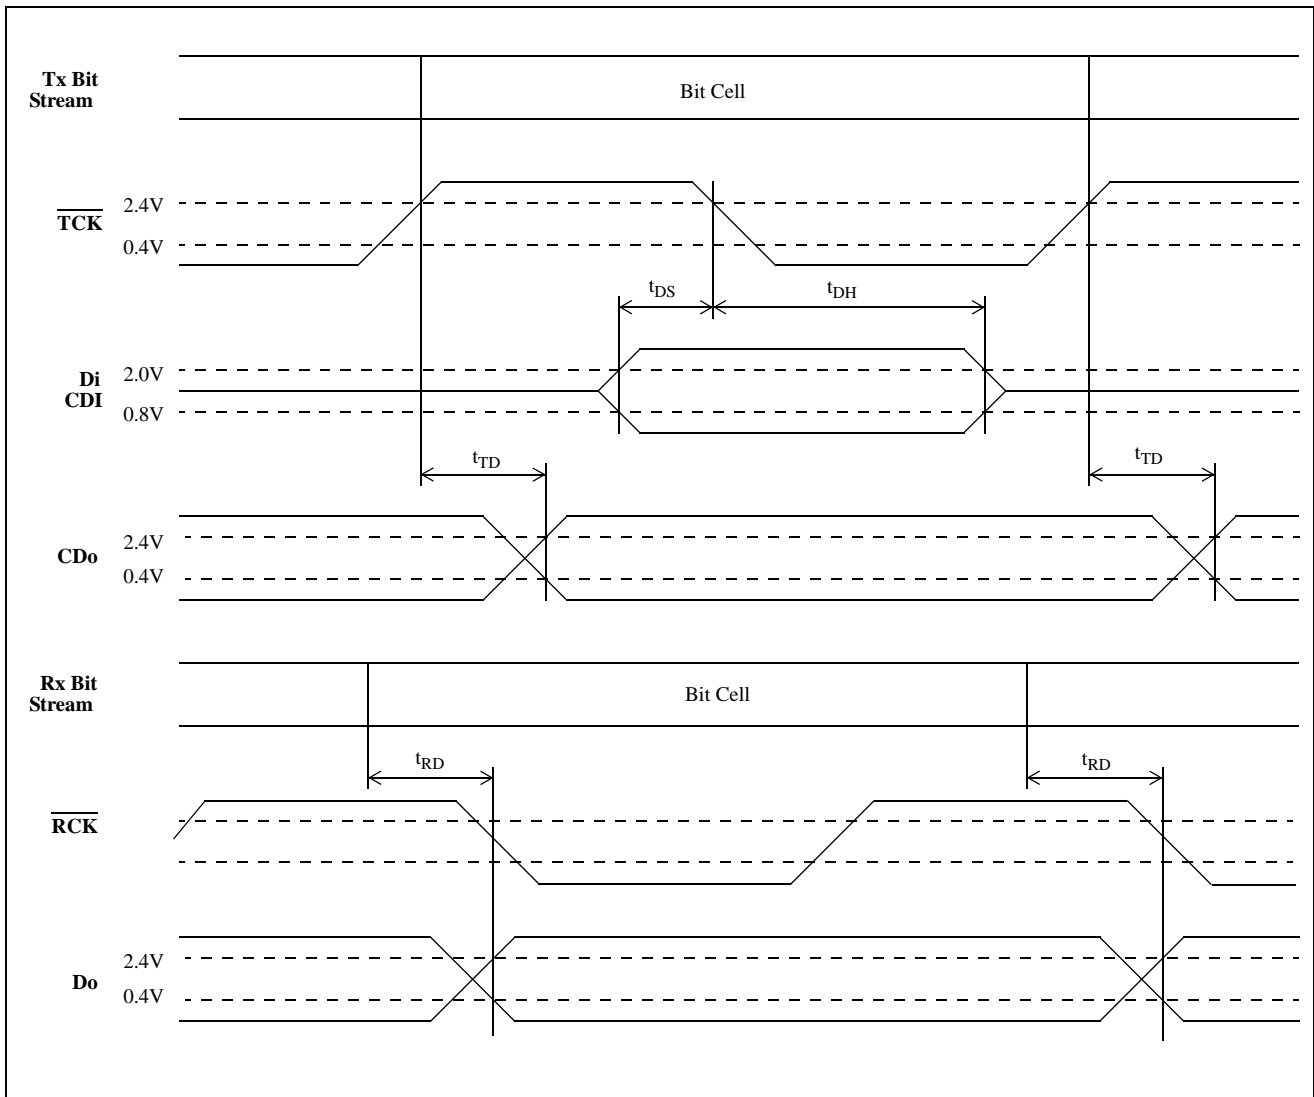 Tx Bit
Stream
Bit Cell
TCK
2.4V
0.4V
tDS
tDH
Di
CDI
2.0V
0.8V
tTD
tTD
CDo
2.4V
0.4V
Rx Bit
Stream
Bit Cell
tRD
tRD
RCK
Do
2.4V
0.4V